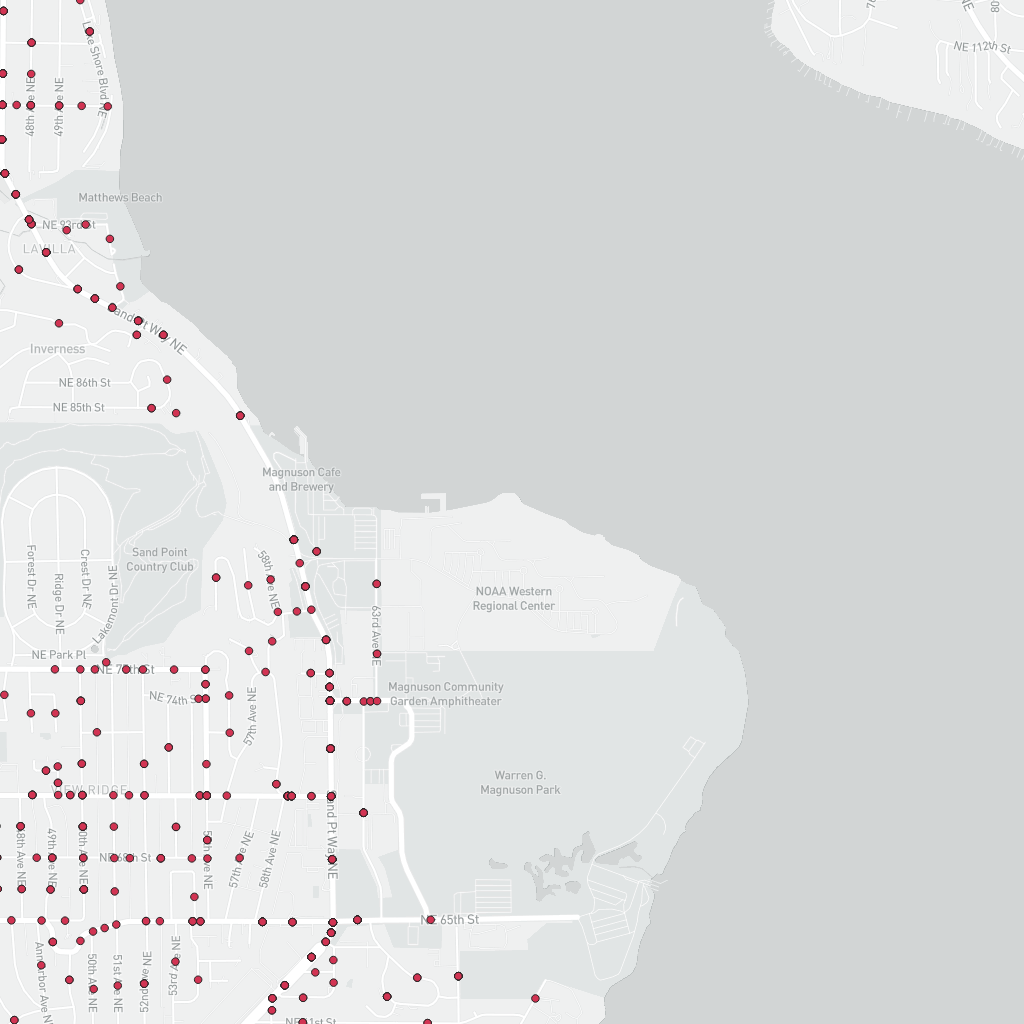 Lake Shore Blvd NE
NE 112th St
48th Ave NE
49th Ave NE
Matthews Beach
NE 93rd St
LAVILLA
Sand Pt Way NE
Inverness
NE 86th St
NE 85th St
Magnuson Cafe
and Brewery
Sand Point
Country Club
58th Ave NE
Forest Dr NE
Ridge Dr NE
Crest Dr NE
Lakemont Dr NE
NOAA Western
Regional Center
63rd Ave NE
NE Park Pl
NE 75th St
NE 74th St
57th Ave NE
Magnuson Community
Garden Amphitheater
Warren G.
Magnuson Park
VIEW RIDGE
Sand Pt Way NE
49th Ave NE
NE 68th St
57th Ave NE
58th Ave NE
NE 65th St
50th Ave NE
51st Ave NE
52nd Ave NE
53rd Ave NE